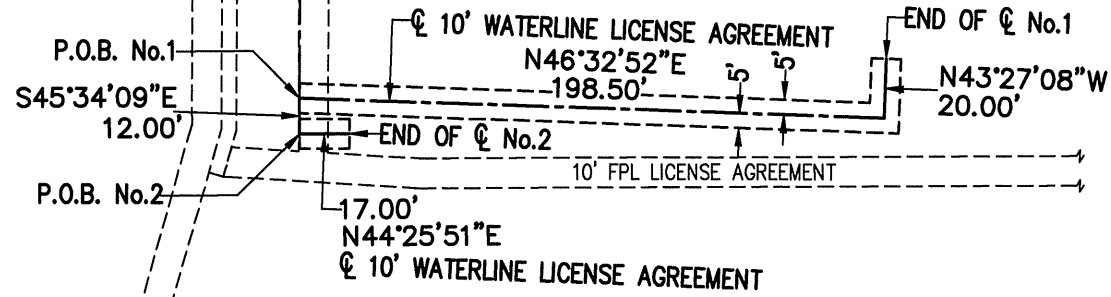 ℄ 10' WATERLINE LICENSE AGREEMENT
END OF ℄ No.1
P.O.B. No.1
N46°32'52"E
198.50'
5'
5'
N43°27'08"W
20.00'
S45°34'09"E
12.00'
END OF ℄ No.2
10' FPL LICENSE AGREEMENT
P.O.B. No.2
17.00'
N44°25'51"E
℄ 10' WATERLINE LICENSE AGREEMENT